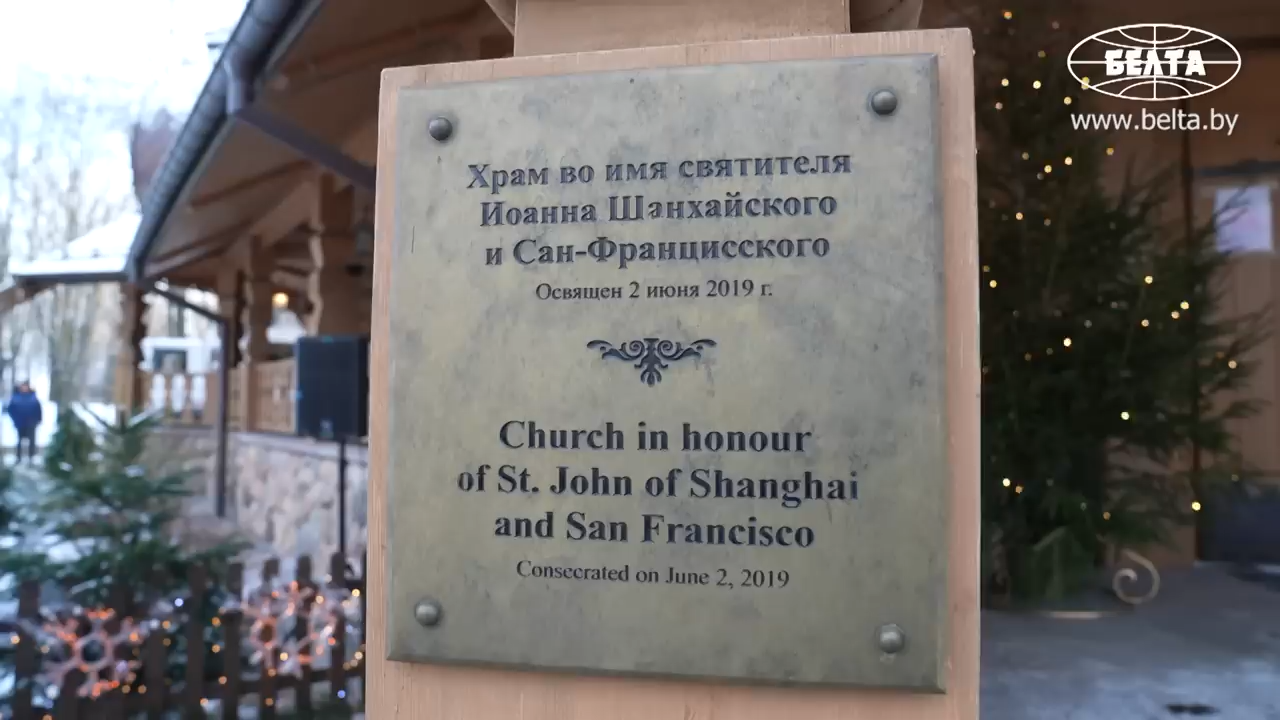 БЕЛТА
www.belta.by
Храм во имя святителя
Иоанна Шанхайского
и Сан-Францисского
Освящен 2 июня 2019 г.
Church in honour
of St. John of Shanghai
and San Francisco
Consecrated on June 2, 2019